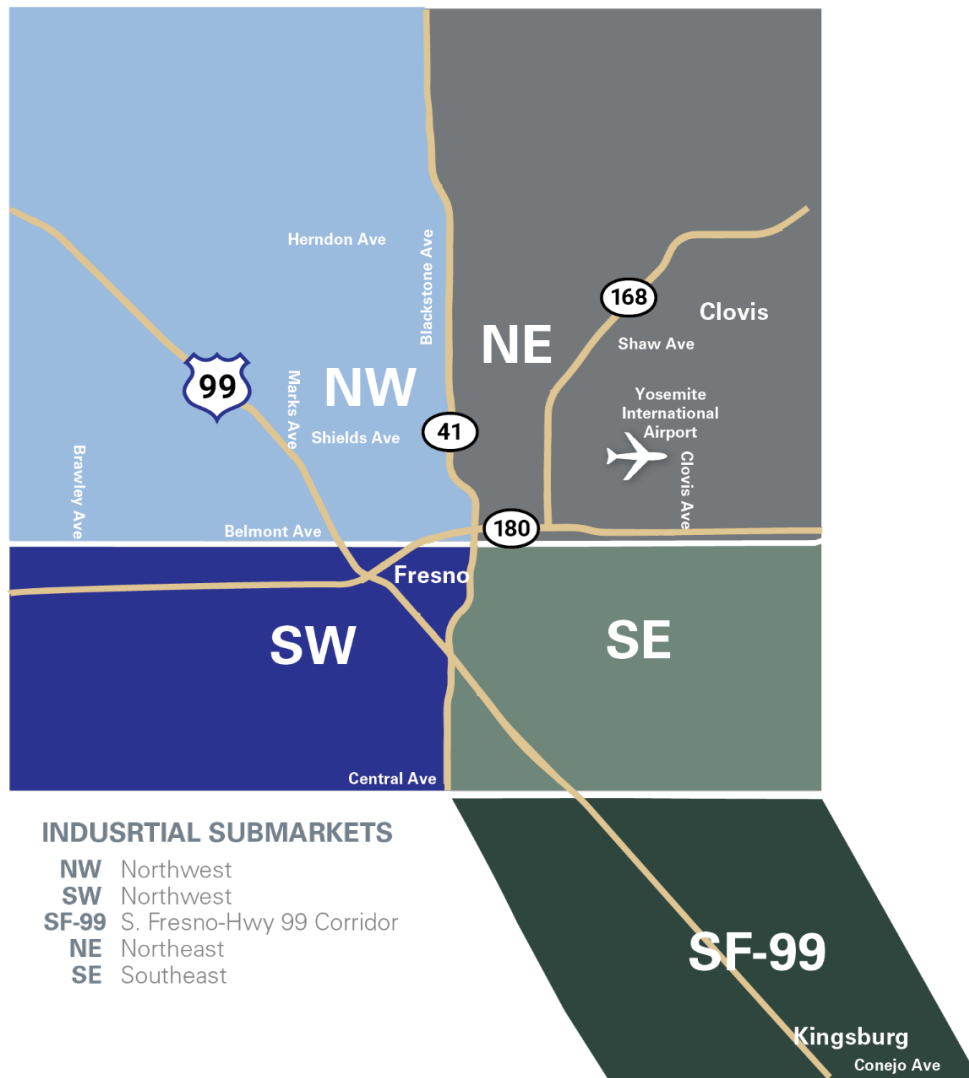 Herndon Ave
Blackstone Ave
168
Clovis
NE
Shaw Ave
99
Marks Ave
NW
Yosemite
International
Airport
41
Shields Ave
Brawley Ave
Clovis Ave
Belmont Ave
180
Fresno
SW
SE
Central Ave
INDUSRTIAL SUBMARKETS
NW Northwest
SW Northwest
SF-99 S. Fresno-Hwy 99 Corridor
NE Northeast
SE Southeast
SF-99
Kingsburg
Conejo Ave